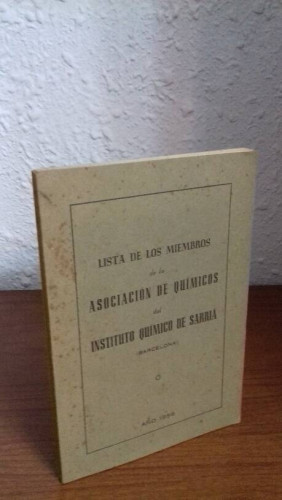 LISTA DE LOS MIEMBROS
de la
ASOCIACION DE QUIMICOS
del
INSTITUTO QUIMICO DE SARRIA
(BARCELONA)
AÑO